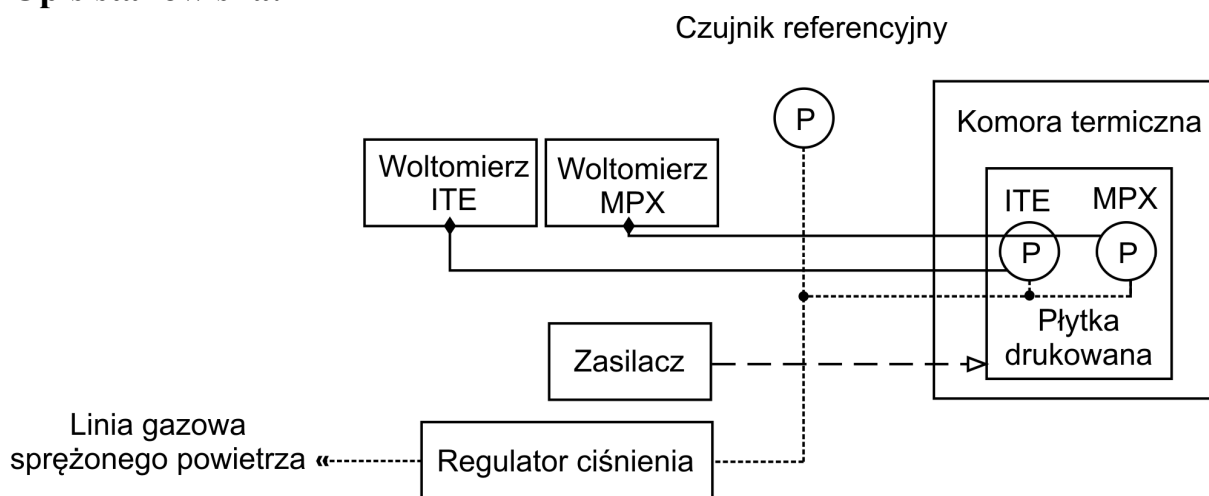 Czujnik referencyjny
P
Komora termiczna
Woltomierz
ITE
Woltomierz
MPX
ITE
MPX
P
P
Płytka
drukowana
Zasilacz
Linia gazowa
sprężonego powietrza «
Regulator ciśnienia